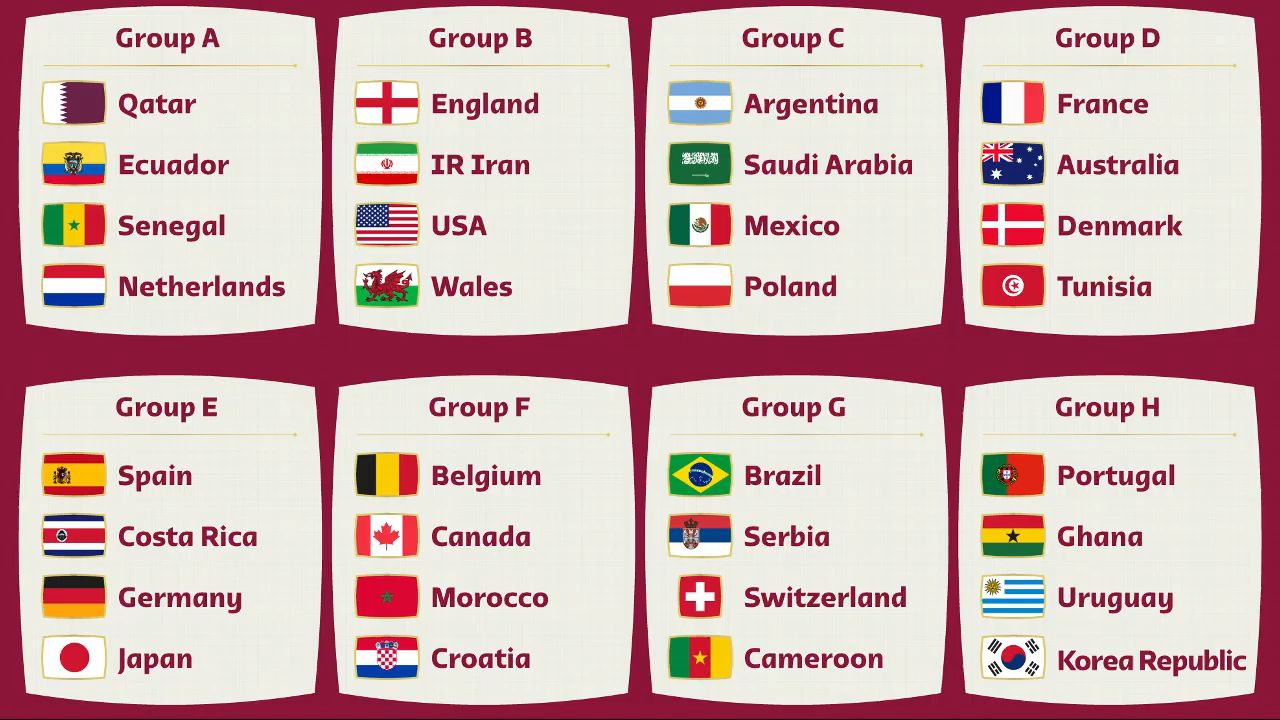 Group A
Qatar
Ecuador
Senegal
Netherlands
Group B
England
IR Iran
USA
Wales
Group C
Argentina
Saudi Arabia
Mexico
Poland
Group D
France
Australia
Denmark
Tunisia
Group E
Spain
Costa Rica
Germany
Japan
Group F
Belgium
Canada
Morocco
Croatia
Group G
Brazil
Serbia
Switzerland
Cameroon
Group H
Portugal
Ghana
Uruguay
Korea Republic